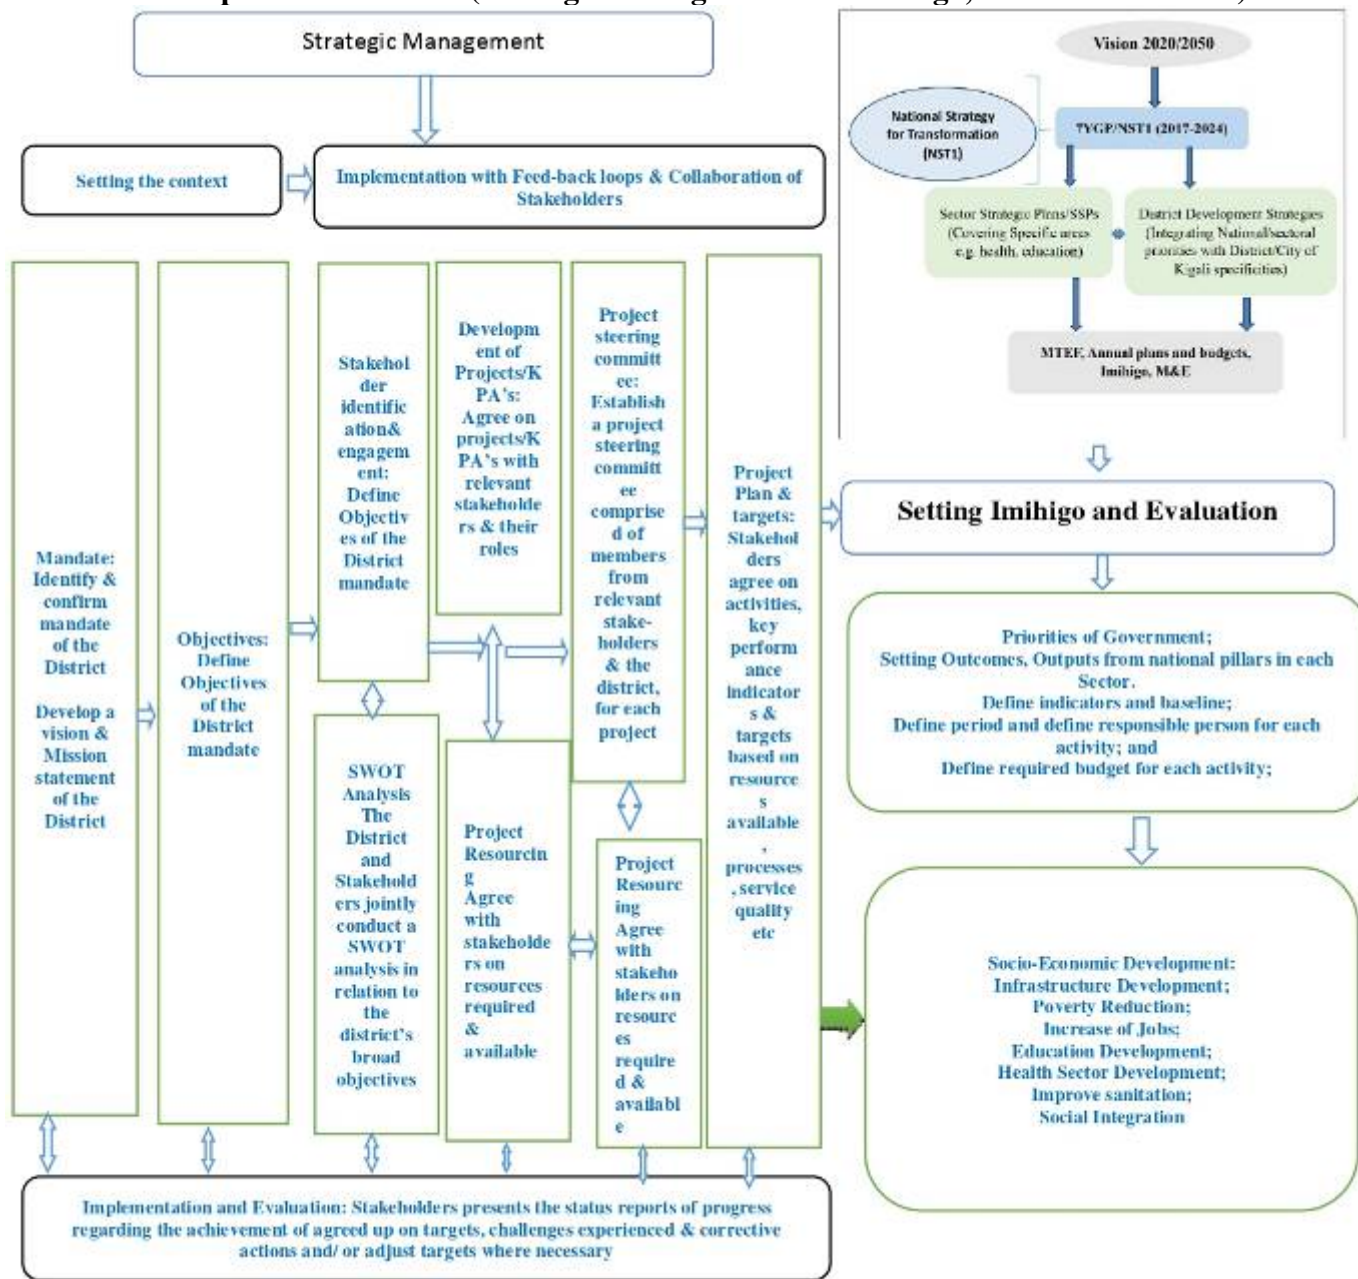 Strategic Management
Setting the context
Implementation with Feed-back loops & Collaboration of
Stakeholders
Vision 2020/2050
National Strategy
for Transformation
(NST1)
7YGP/NST1 (2017-2024)
Sector Strategic Plans/SSPs
(Covering Specific areas
e.g. health, education)
District Development Strategies
(Integrating National/sectoral
priorities with District/City of
Kigali specificities)
MTEF, Annual plans and budgets,
Imihigo, M&E
Mandate:
Identify &
confirm
mandate
of the
District
Develop a
vision &
Mission
statement
of the
District
Objectives:
Define
Objectives
of the
District
mandate
Stakehol
der
identific
ation&
engagem
ent:
Define
Objectiv
es of the
District
mandate
SWOT
Analysis
The
District
and
Stakehold
ers jointly
conduct a
SWOT
analysis in
relation to
the
district's
broad
objectives
Developm
ent of
Projects/K
PA's:
Agree on
projects/K
PA's with
relevant
stakeholde
rs & their
roles
Project
Resourcin
g
Agree
with
stakeholde
rs on
resources
required
&
available
Project
steering
committ
ee:
Establish
a project
steering
committ
ee
comprise
d of
members
from
relevant
stake-
holders
& the
district,
for each
project
Project
Resourc
ing
Agree
with
stakeho
lders on
resourc
es
require
d &
availabl
e
Project
Plan &
targets:
Stakehol
ders
agree on
activities,
key
perform
ance
indicator
s &
targets
based on
resource
s
available
,
processes
, service
quality
etc
Setting Imihigo and Evaluation
Priorities of Government;
Setting Outcomes, Outputs from national pillars in each
Sector.
Define indicators and baseline;
Define period and define responsible person for each
activity; and
Define required budget for each activity;
Socio-Economic Development:
Infrastructure Development;
Poverty Reduction;
Increase of Jobs;
Education Development;
Health Sector Development;
Improve sanitation;
Social Integration
Implementation and Evaluation: Stakeholders presents the status reports of progress
regarding the achievement of agreed up on targets, challenges experienced & corrective
actions and/ or adjust targets where necessary